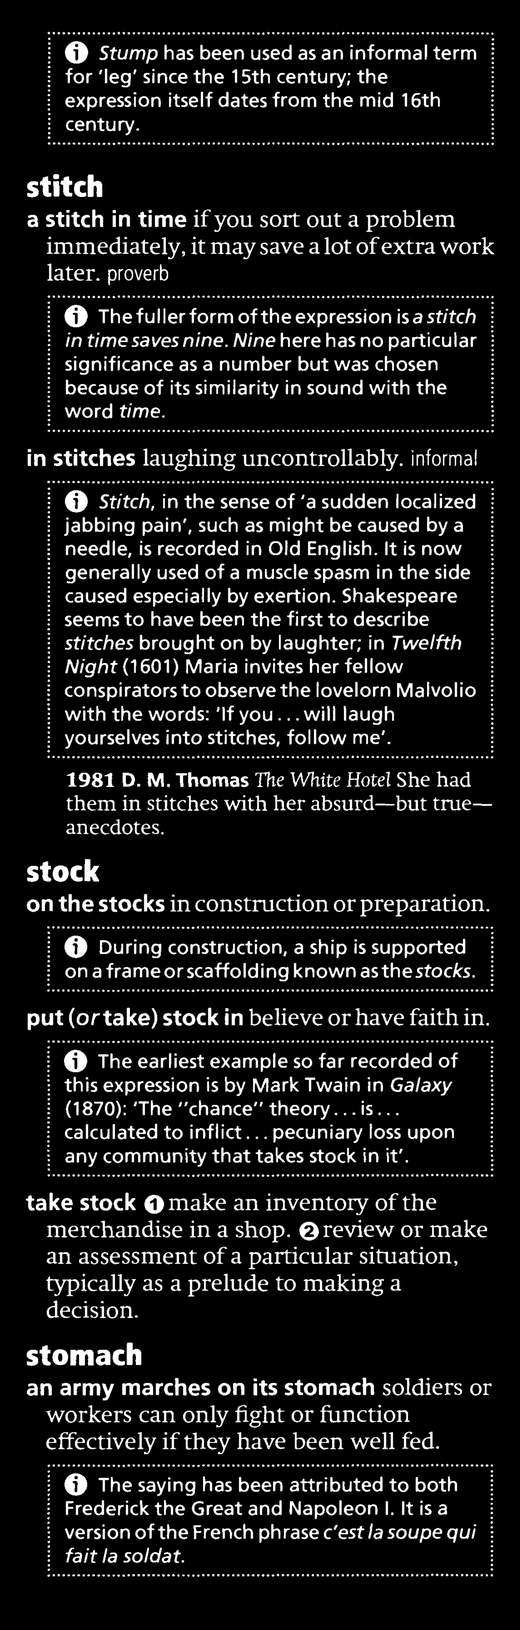 ⓘ Stump has been used as an informal term
for ‘leg’ since the 15th century; the
expression itself dates from the mid 16th
century.
stitch
a stitch in time if you sort out a problem
immediately, it may save a lot of extra work
later. proverb
ⓘ The fuller form of the expression is a stitch
in time saves nine. Nine here has no particular
significance as a number but was chosen
because of its similarity in sound with the
word time.
in stitches laughing uncontrollably. informal
ⓘ Stitch, in the sense of ‘a sudden localized
jabbing pain’, such as might be caused by a
needle, is recorded in Old English. It is now
generally used of a muscle spasm in the side
caused especially by exertion. Shakespeare
seems to have been the first to describe
stitches brought on by laughter; in Twelfth
Night (1601) Maria invites her fellow
conspirators to observe the lovelorn Malvolio
with the words: ‘If you . . . will laugh
yourselves into stitches, follow me’.
1981 D. M. Thomas The White Hotel She had
them in stitches with her absurd—but true—
anecdotes.
stock
on the stocks in construction or preparation.
ⓘ During construction, a ship is supported
on a frame or scaffolding known as the stocks.
put (or take) stock in believe or have faith in.
ⓘ The earliest example so far recorded of
this expression is by Mark Twain in Galaxy
(1870): ‘The “chance” theory . . . is . . .
calculated to inflict . . . pecuniary loss upon
any community that takes stock in it’.
take stock ❶ make an inventory of the
merchandise in a shop. ❷ review or make
an assessment of a particular situation,
typically as a prelude to making a
decision.
stomach
an army marches on its stomach soldiers or
workers can only fight or function
effectively if they have been well fed.
ⓘ The saying has been attributed to both
Frederick the Great and Napoleon I. It is a
version of the French phrase c’est la soupe qui
fait la soldat.